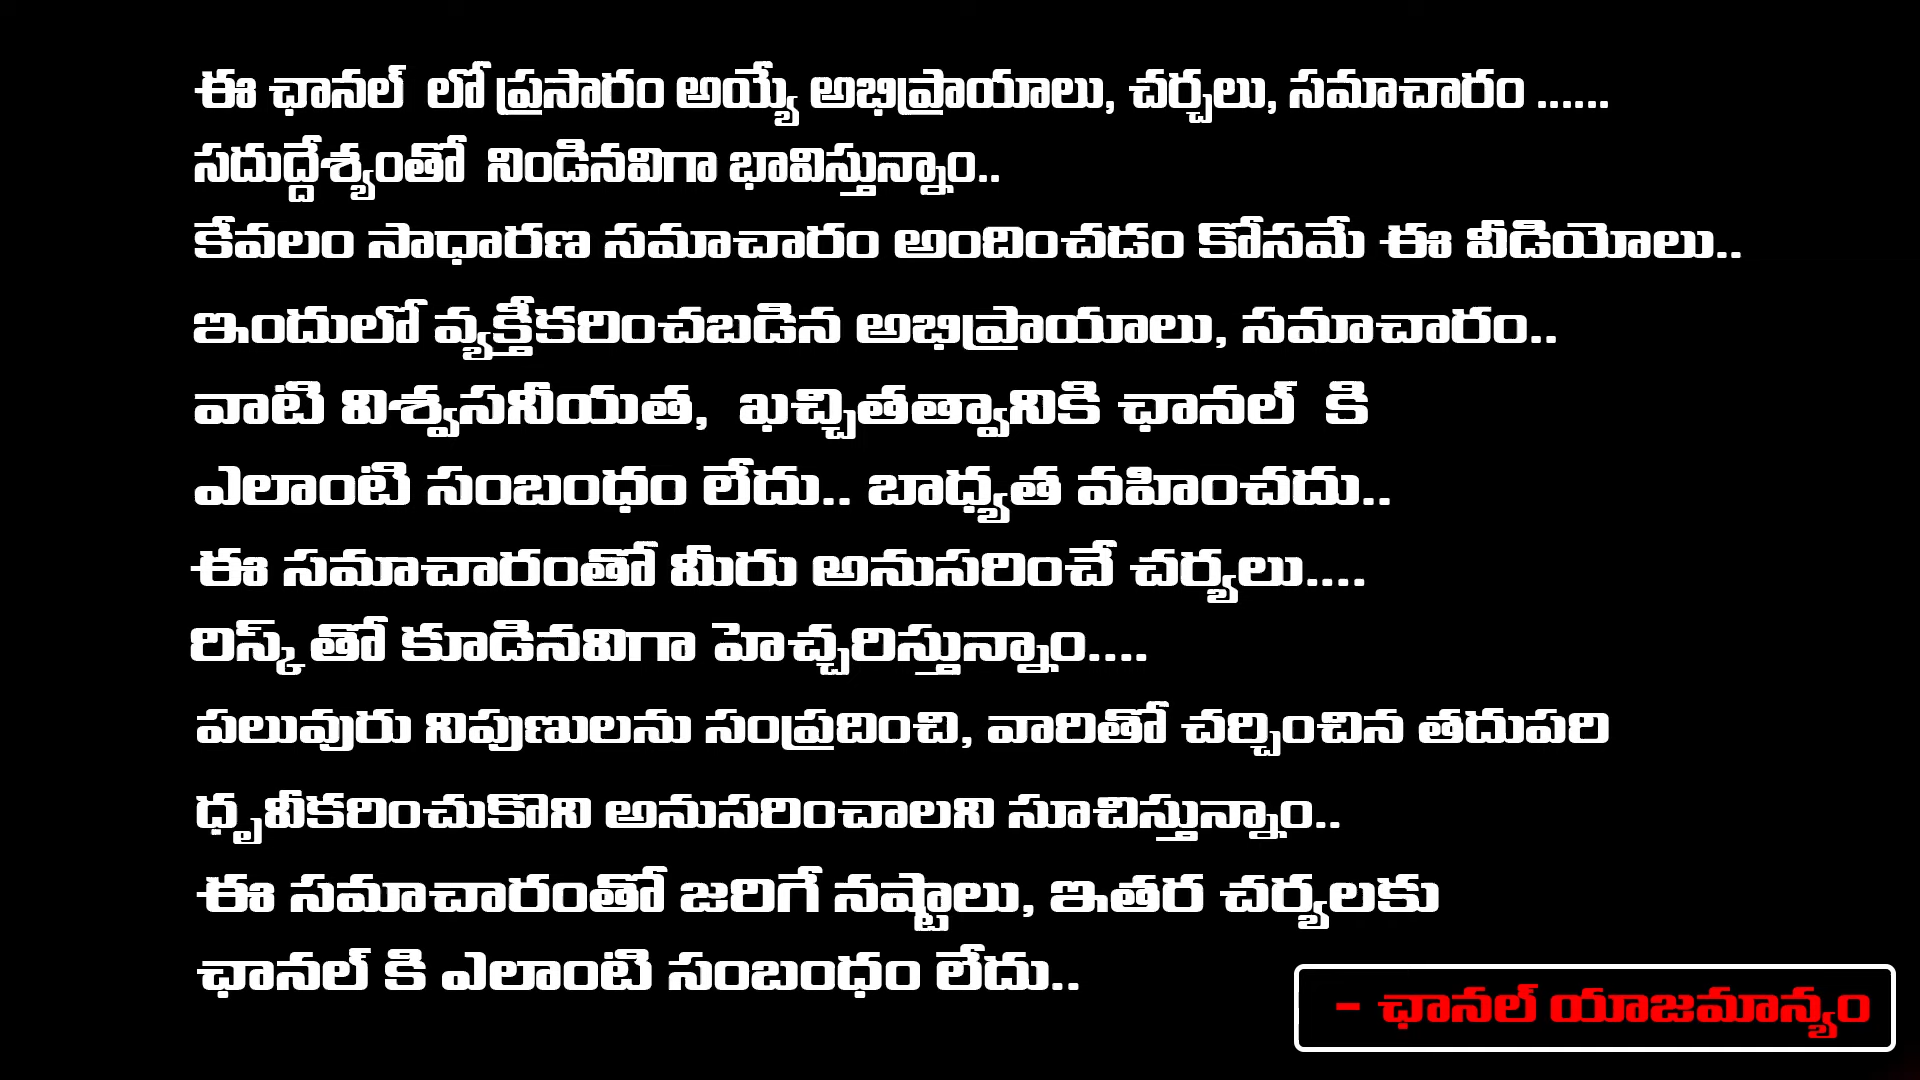 ఈ ఛానల్ లో ప్రసారం అయ్యే అభిప్రాయాలు, చర్చలు, సమాచారం ......
సదుద్దేశ్యంతో నిండినవిగా భావిస్తున్నాం..
కేవలం సాధారణ సమాచారం అందించడం కోసమే ఈ వీడియోలు..
ఇందులో వ్యక్తీకరించబడిన అభిప్రాయాలు, సమాచారం..
వాటి విశ్వసనీయత, ఖచ్చితత్వానికి ఛానల్ కి
ఎలాంటి సంబంధం లేదు.. బాధ్యత వహించదు..
ఈ సమాచారంతో మీరు అనుసరించే చర్యలు....
రిస్క్ తో కూడినవిగా హెచ్చరిస్తున్నాం....
పలువురు నిపుణులను సంప్రదించి, వారితో చర్చించిన తదుపరి
ధృవీకరించుకొని అనుసరించాలని సూచిస్తున్నాం..
ఈ సమాచారంతో జరిగే నష్టాలు, ఇతర చర్యలకు
ఛానల్ కి ఎలాంటి సంబంధం లేదు..
- ఛానల్ యాజమాన్యం